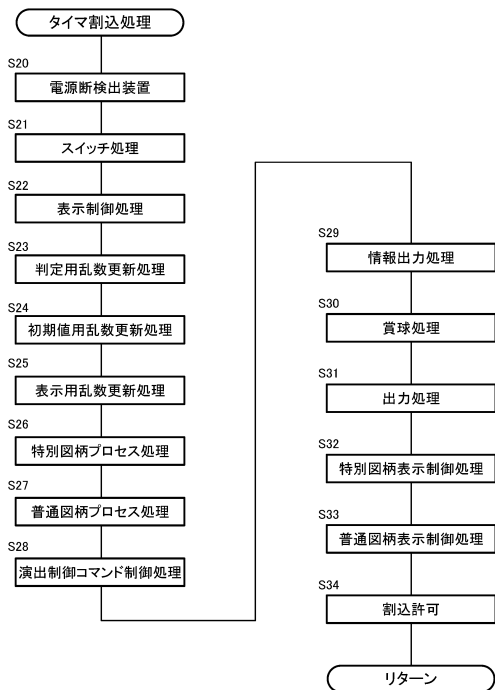 タイマ割込処理
S20
電源断検出装置
S21
スイッチ処理
S22
表示制御処理
S23
判定用乱数更新処理
S24
初期値用乱数更新処理
S25
表示用乱数更新処理
S26
特別図柄プロセス処理
S27
普通図柄プロセス処理
S28
演出制御コマンド制御処理
S29
情報出力処理
S30
賞球処理
S31
出力処理
S32
特別図柄表示制御処理
S33
普通図柄表示制御処理
S34
割込許可
リターン